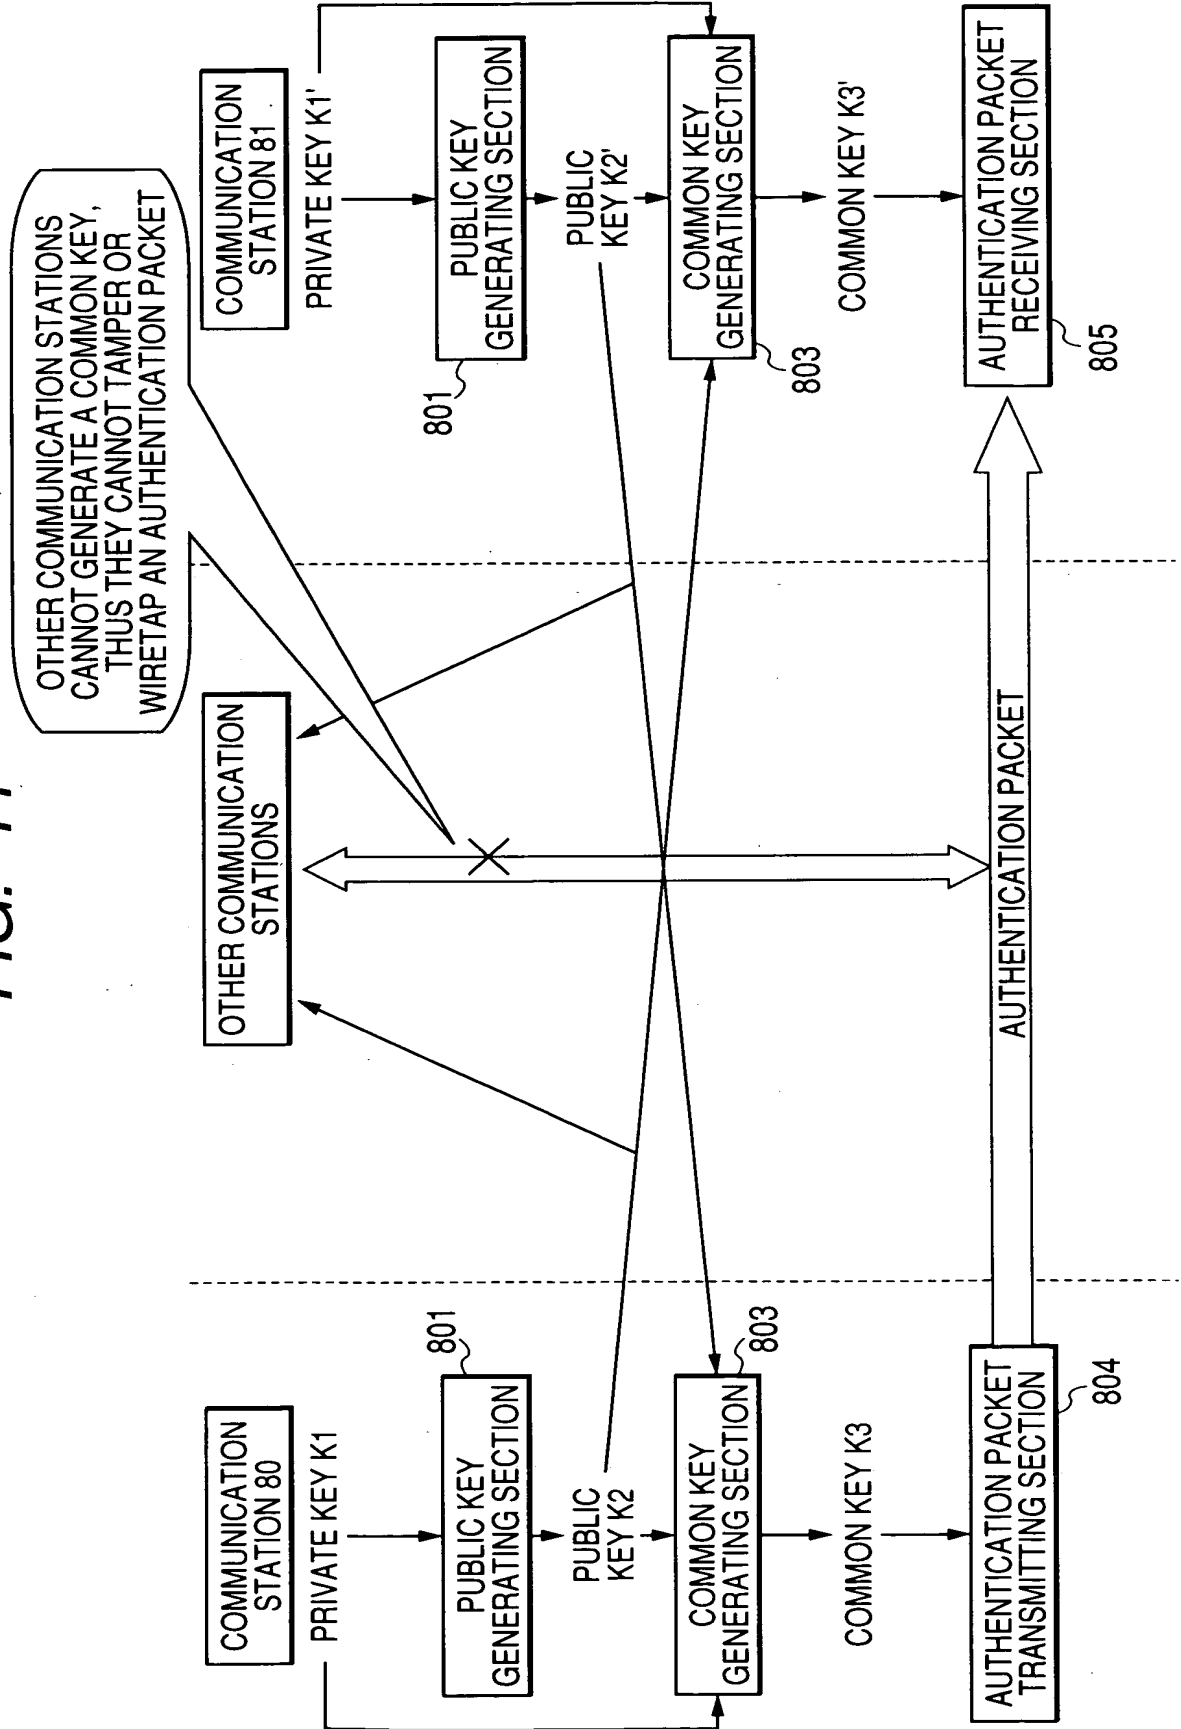 FIG.
OTHER COMMUNICATION STATIONS
CANNOT GENERATE A COMMON KEY,
THUS THEY CANNOT TAMPER OR
WIRETAP AN AUTHENTICATION PACKET
COMMUNICATION
STATION 80
PRIVATE KEY K1
801
PUBLIC KEY
GENERATING SECTION
PUBLIC
KEY K2
803
COMMON KEY
GENERATING SECTION
COMMON KEY K3
AUTHENTICATION PACKET
TRANSMITTING SECTION
804
OTHER COMMUNICATION
STATIONS
AUTHENTICATION PACKET
COMMUNICATION
STATION 81
PRIVATE KEY K1'
PUBLIC KEY
GENERATING SECTION
801
PUBLIC
KEY K2'
COMMON KEY
GENERATING SECTION
803
COMMON KEY K3'
AUTHENTICATION PACKET
RECEIVING SECTION
805